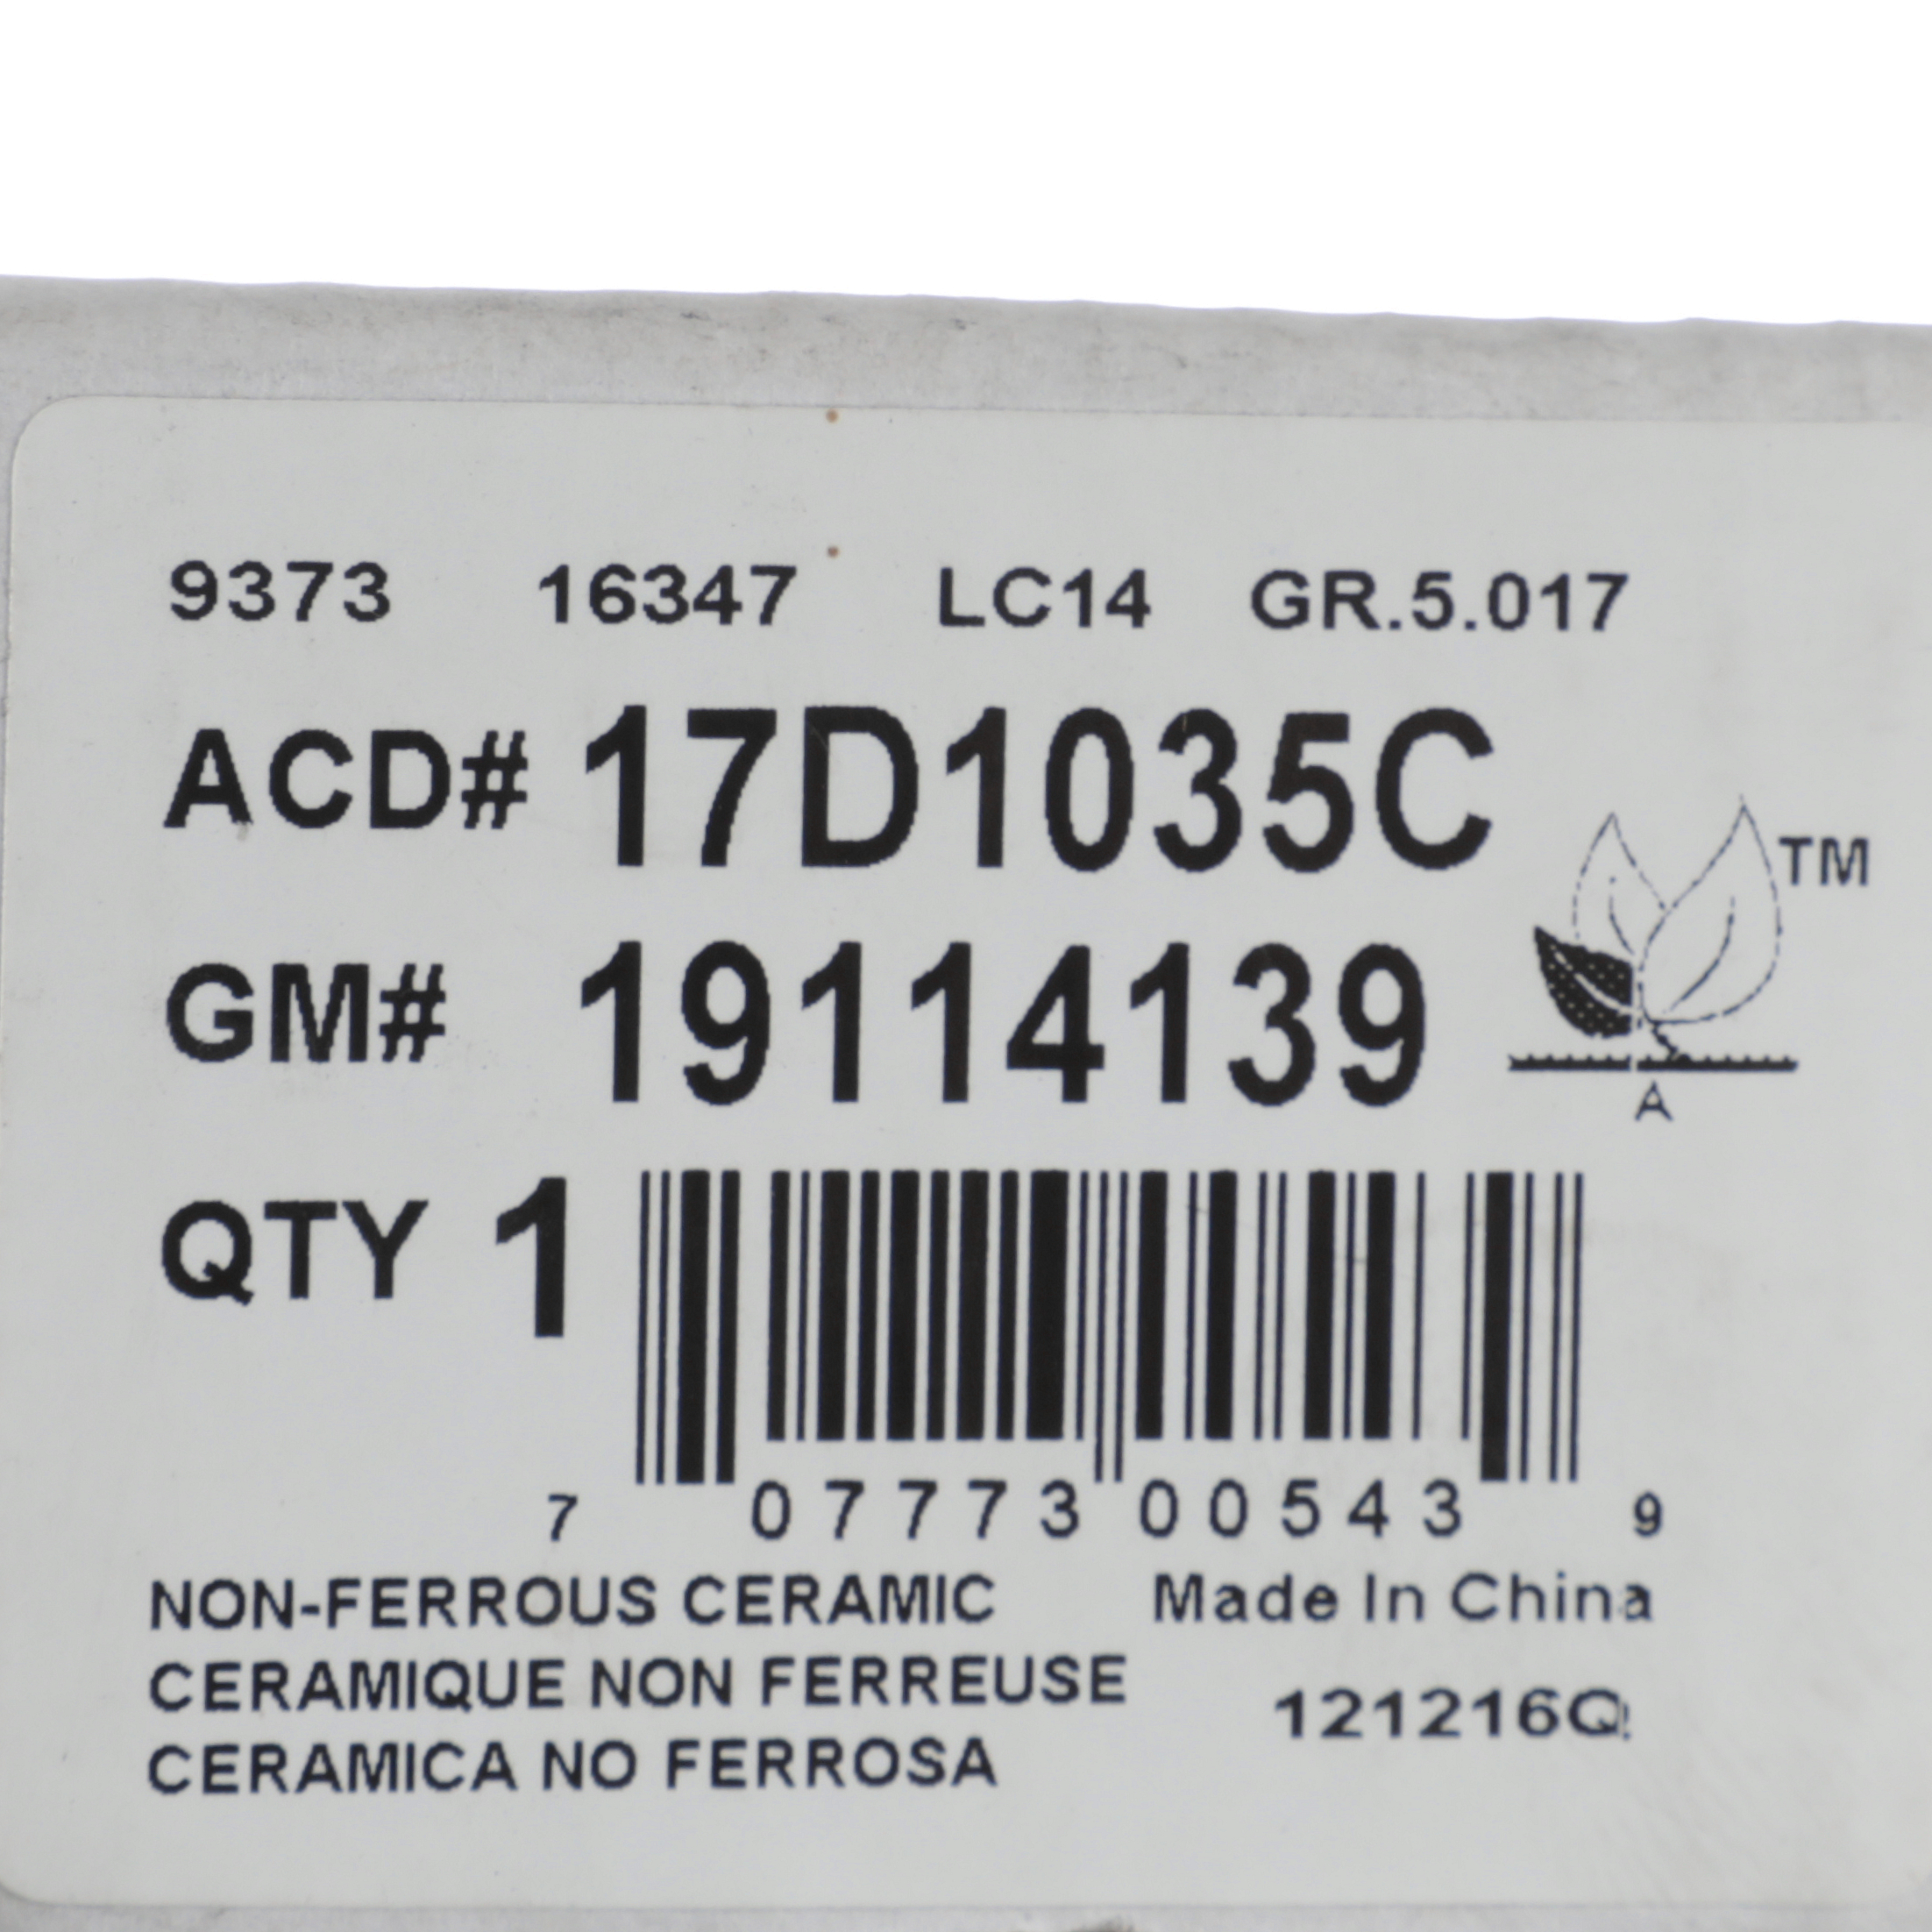 9373 16347 LC14 GR.5.017
ACD# 17D1035C
GM# 19114139
TM
A
QTY 1
7 07773 00543 9
NON-FERROUS CERAMIC
Made In China
CERAMIQUE NON FERREUSE
121216Q
CERAMICA NO FERROSA